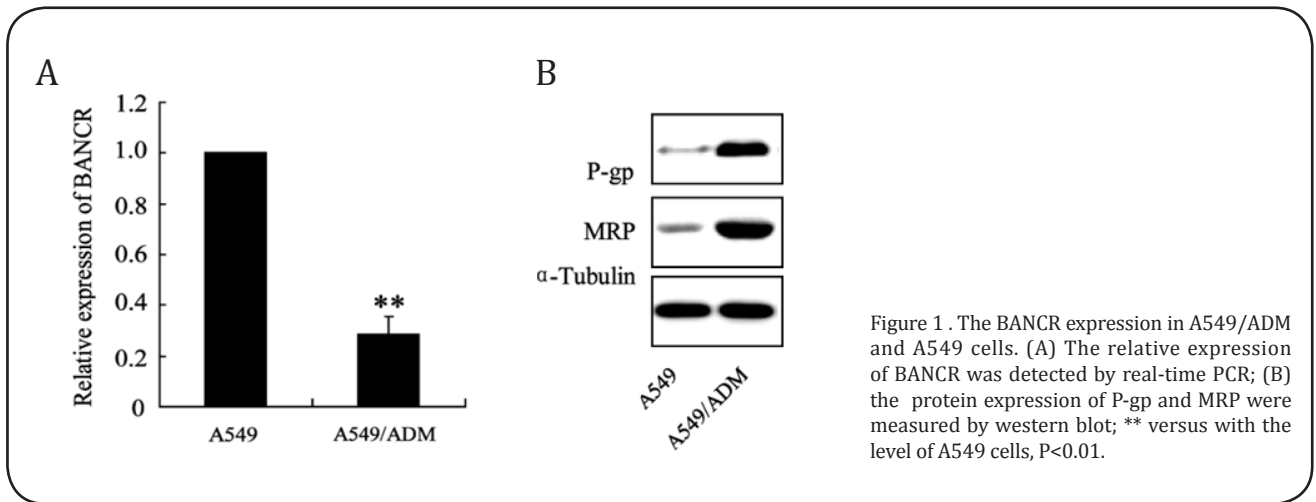 A
Relative expression of BANCR
1.2
1.0
0.8
0.6
0.4
0.2
0
**
A549
A549/ADM
B
P-gp
MRP
α-Tubulin
A549
A549/ADM
Figure 1 . The BANCR expression in A549/ADM
and A549 cells. (A) The relative expression
of BANCR was detected by real-time PCR; (B)
the protein expression of P-gp and MRP were
measured by western blot; ** versus with the
level of A549 cells, P<0.01.